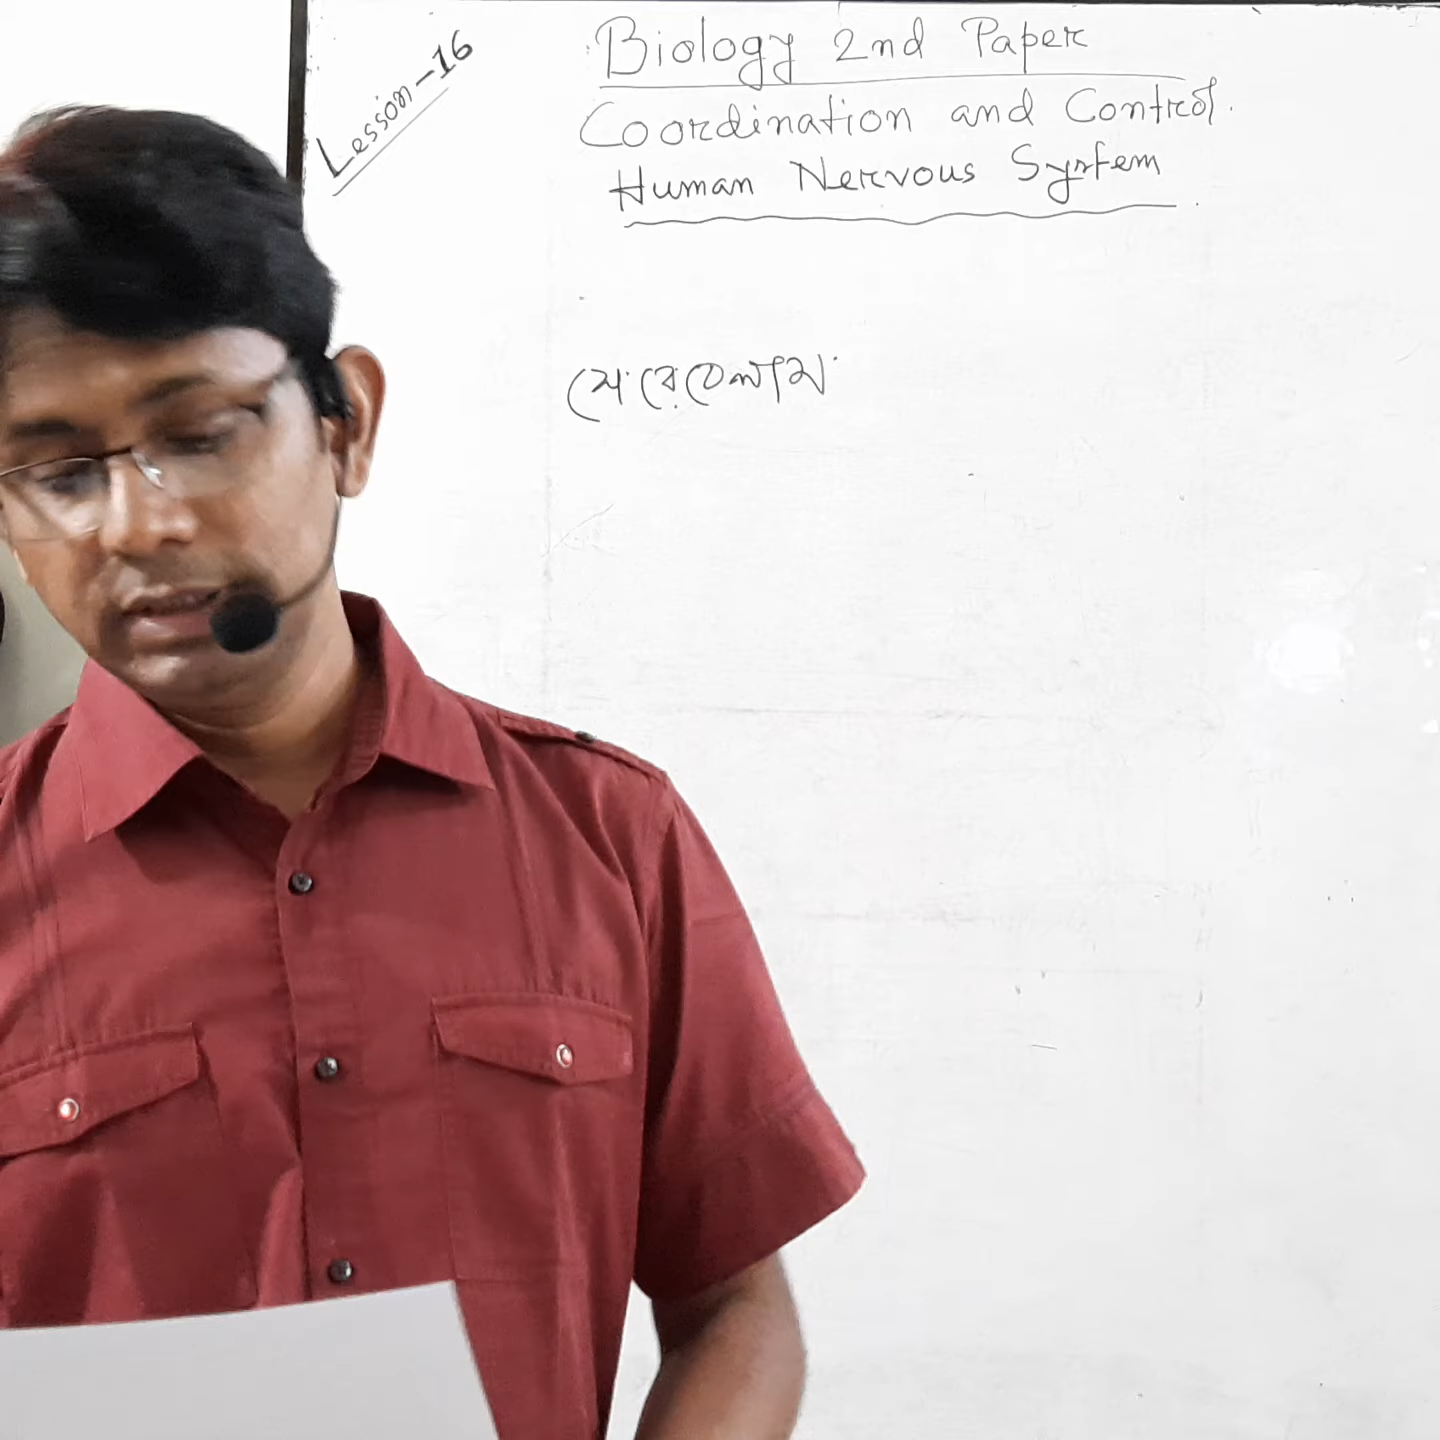 Lesson-16
Biology 2nd Paper
Coordination and Control.
Human Nervous System
সেরেবেলাম